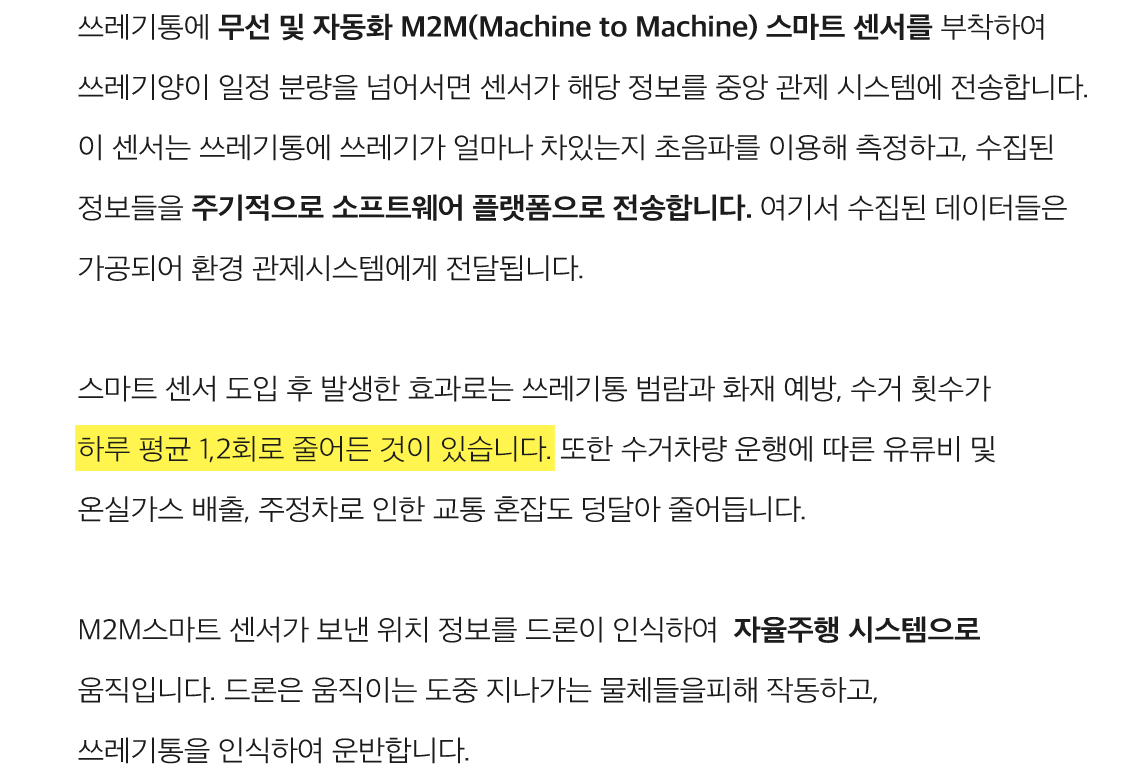 쓰레기통에 무선 및 자동화 M2M(Machine to Machine) 스마트 센서를 부착하여
쓰레기양이 일정 분량을 넘어서면 센서가 해당 정보를 중앙 관제 시스템에 전송합니다.
이 센서는 쓰레기통에 쓰레기가 얼마나 차있는지 초음파를 이용해 측정하고, 수집된
정보들을 주기적으로 소프트웨어 플랫폼으로 전송합니다. 여기서 수집된 데이터들은
가공되어 환경 관제시스템에게 전달됩니다.
스마트 센서 도입 후 발생한 효과로는 쓰레기통 범람과 화재 예방, 수거 횟수가
하루 평균 1,2회로 줄어든 것이 있습니다. 또한 수거차량 운행에 따른 유류비 및
온실가스 배출, 주정차로 인한 교통 혼잡도 덩달아 줄어듭니다.
M2M스마트 센서가 보낸 위치 정보를 드론이 인식하여 자율주행 시스템으로
움직입니다. 드론은 움직이는 도중 지나가는 물체들을피해 작동하고,
쓰레기통을 인식하여 운반합니다.